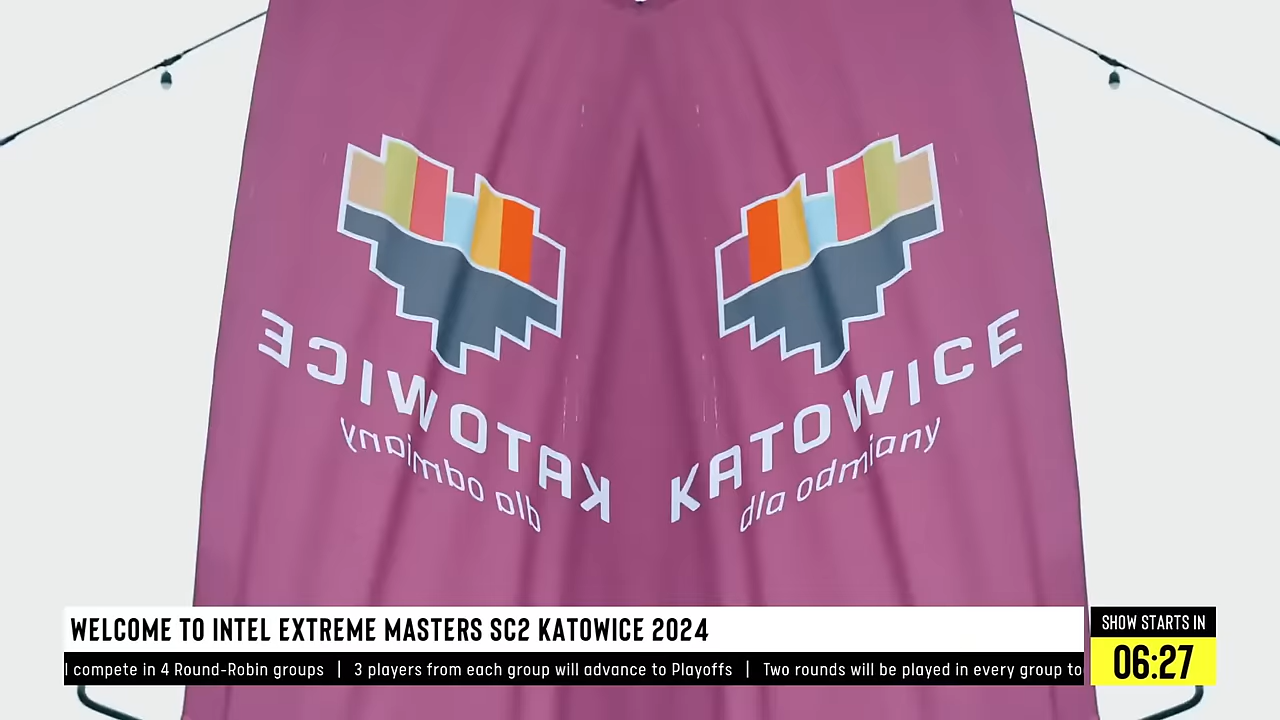 KATOWICE
dla odmiany
KATOWICE
dla odmiany
WELCOME TO INTEL EXTREME MASTERS SC2 KATOWICE 2024
SHOW STARTS IN
l compete in 4 Round-Robin groups | 3 players from each group will advance to Playoffs | Two rounds will be played in every group to
06:27